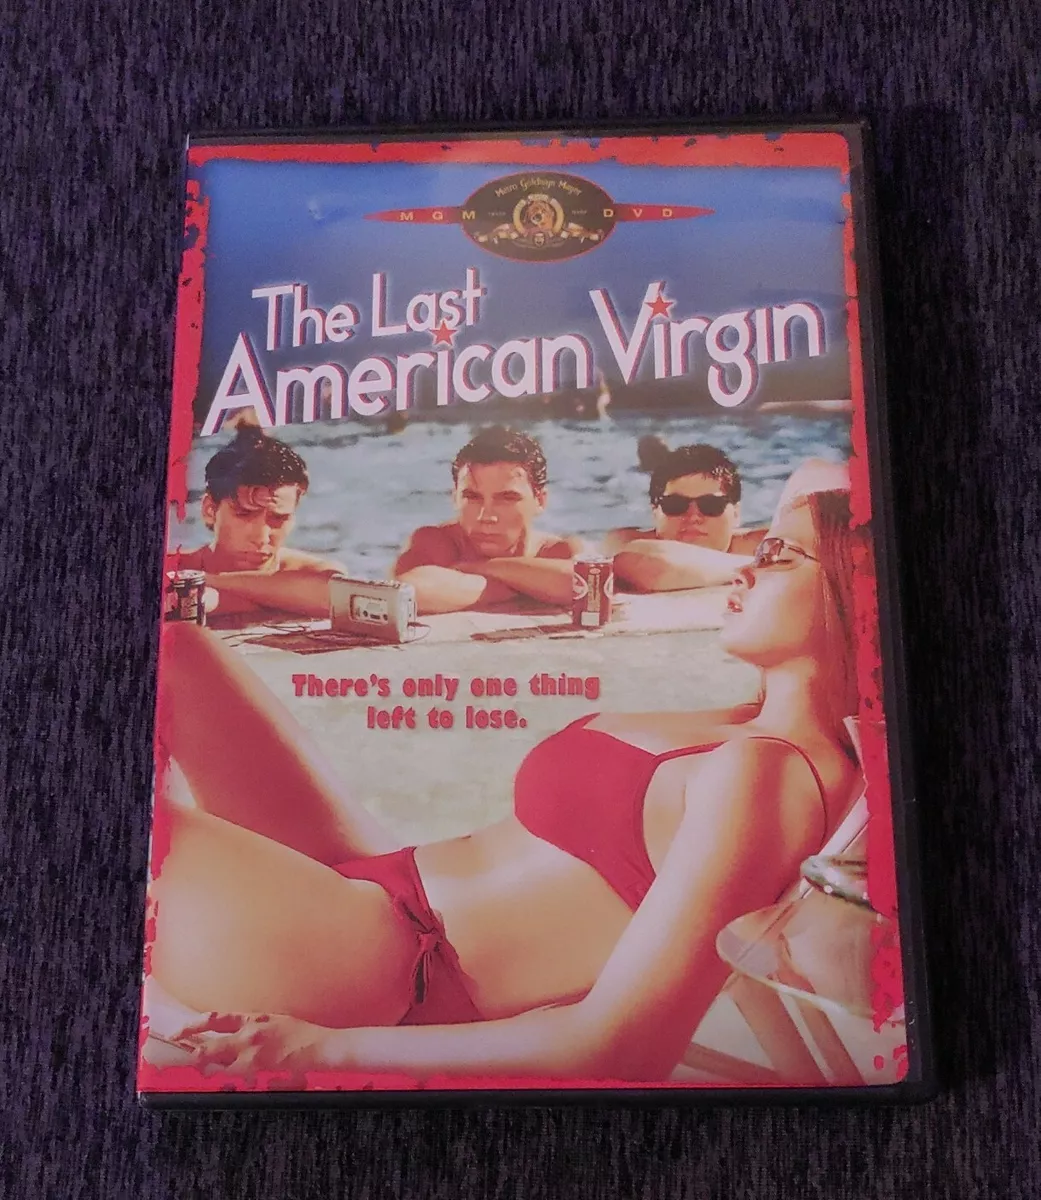 Metro Goldwyn Mayer
MGM DVD
The Last
American Virgin
There's only one thing
left to lose.